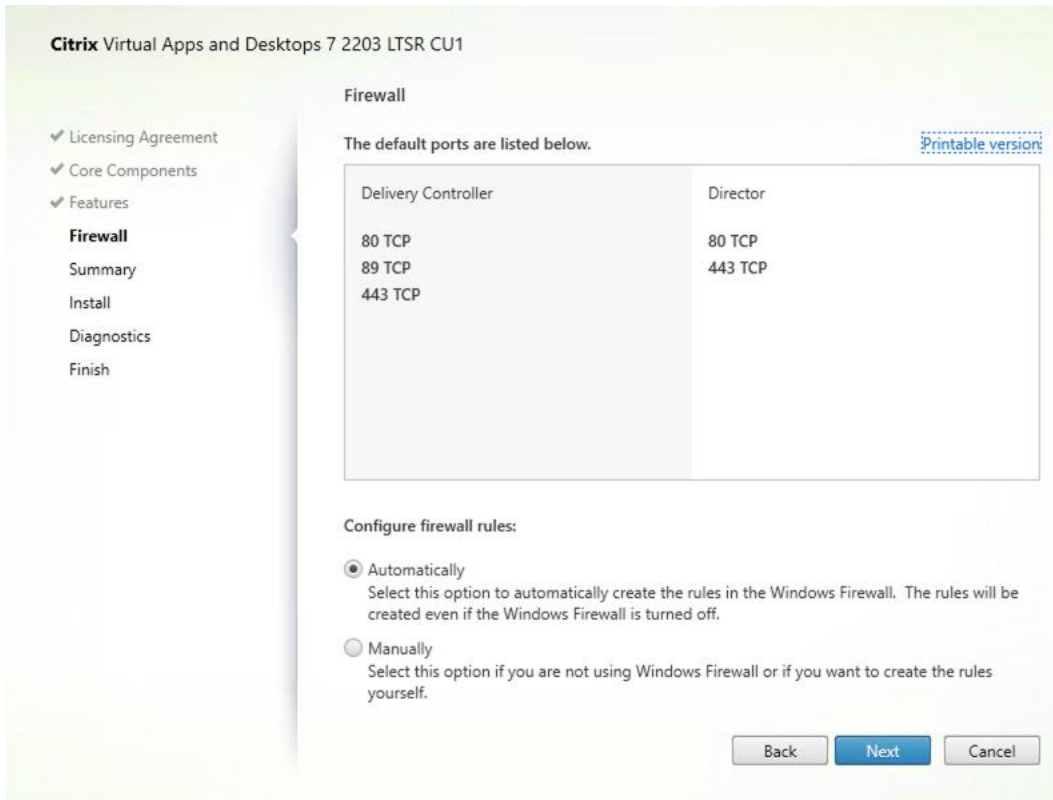 Citrix Virtual Apps and Desktops 7 2203 LTSR CU1
Licensing Agreement
Core Components
Features
Firewall
Summary
Install
Diagnostics
Finish
Firewall
The default ports are listed below.
Printable version
Delivery Controller
80 TCP
89 TCP
443 TCP
Director
80 TCP
443 TCP
Configure firewall rules:
Automatically
Select this option to automatically create the rules in the Windows Firewall. The rules will be
created even if the Windows Firewall is turned off.
Manually
Select this option if you are not using Windows Firewall or if you want to create the rules
yourself.
Back
Next
Cancel